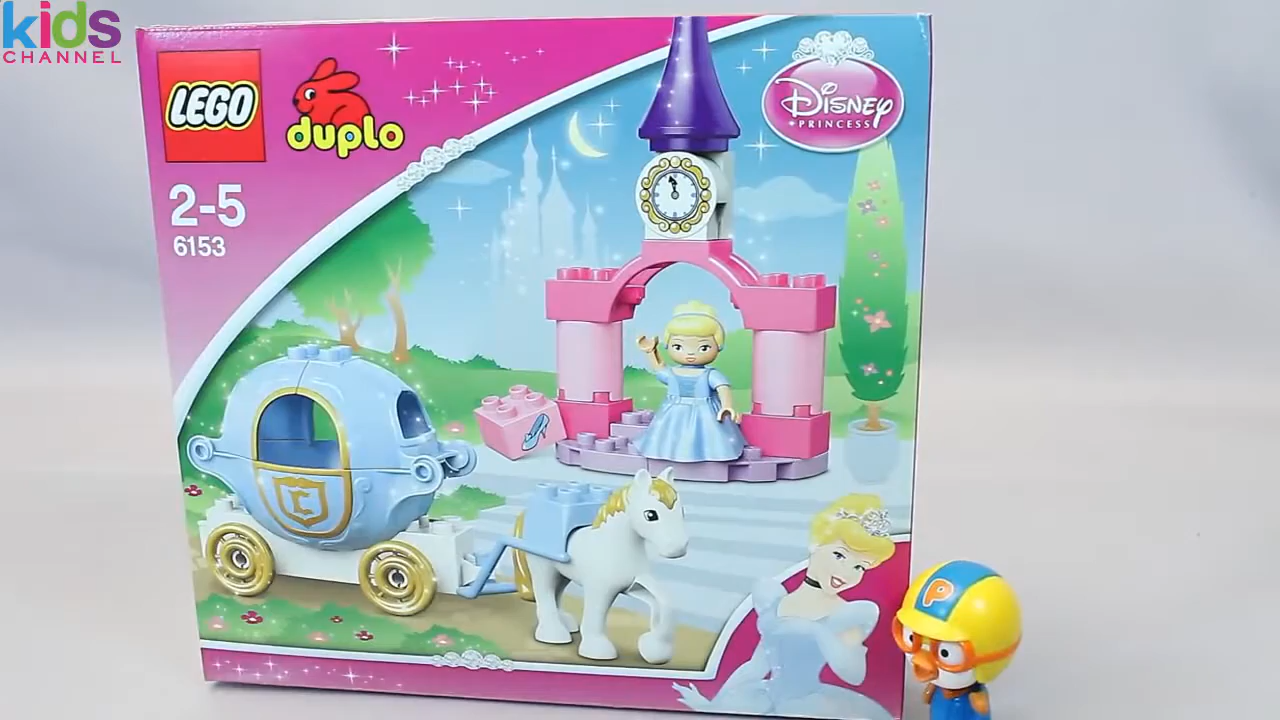 kids
CHANNEL
LEGO
duplo
2-5
6153
DISNEY
PRINCESS
C
P